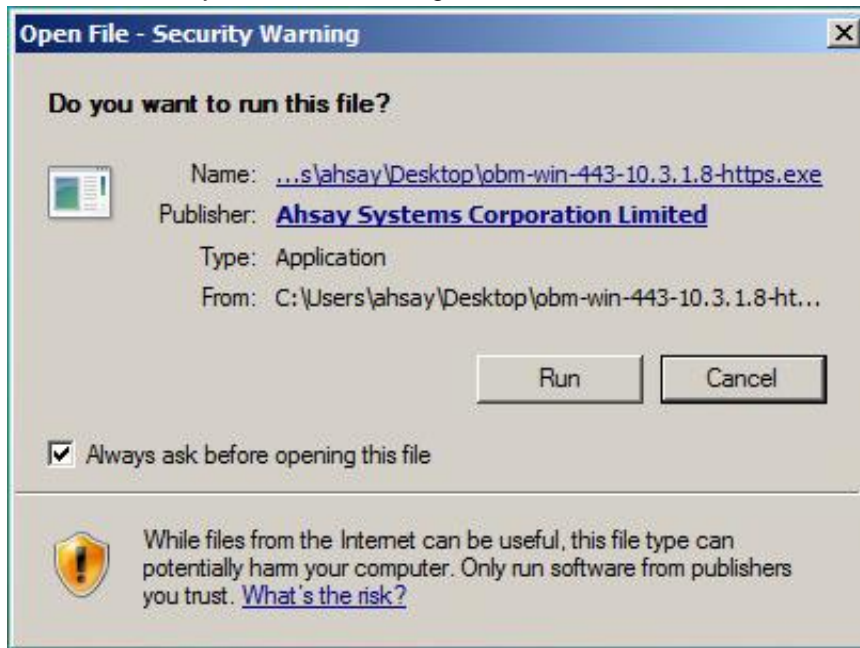 Open File - Security Warning
Do you want to run this file?
Name: ...s\ahsay\Desktop\obm-win-443-10.3.1.8-https.exe
Publisher: Ahsay Systems Corporation Limited
Type: Application
From: C:\Users\ahsay\Desktop\obm-win-443-10.3.1.8-ht...
Run Cancel
Always ask before opening this file
While files from the Internet can be useful, this file type can
potentially harm your computer. Only run software from publishers
you trust. What's the risk?